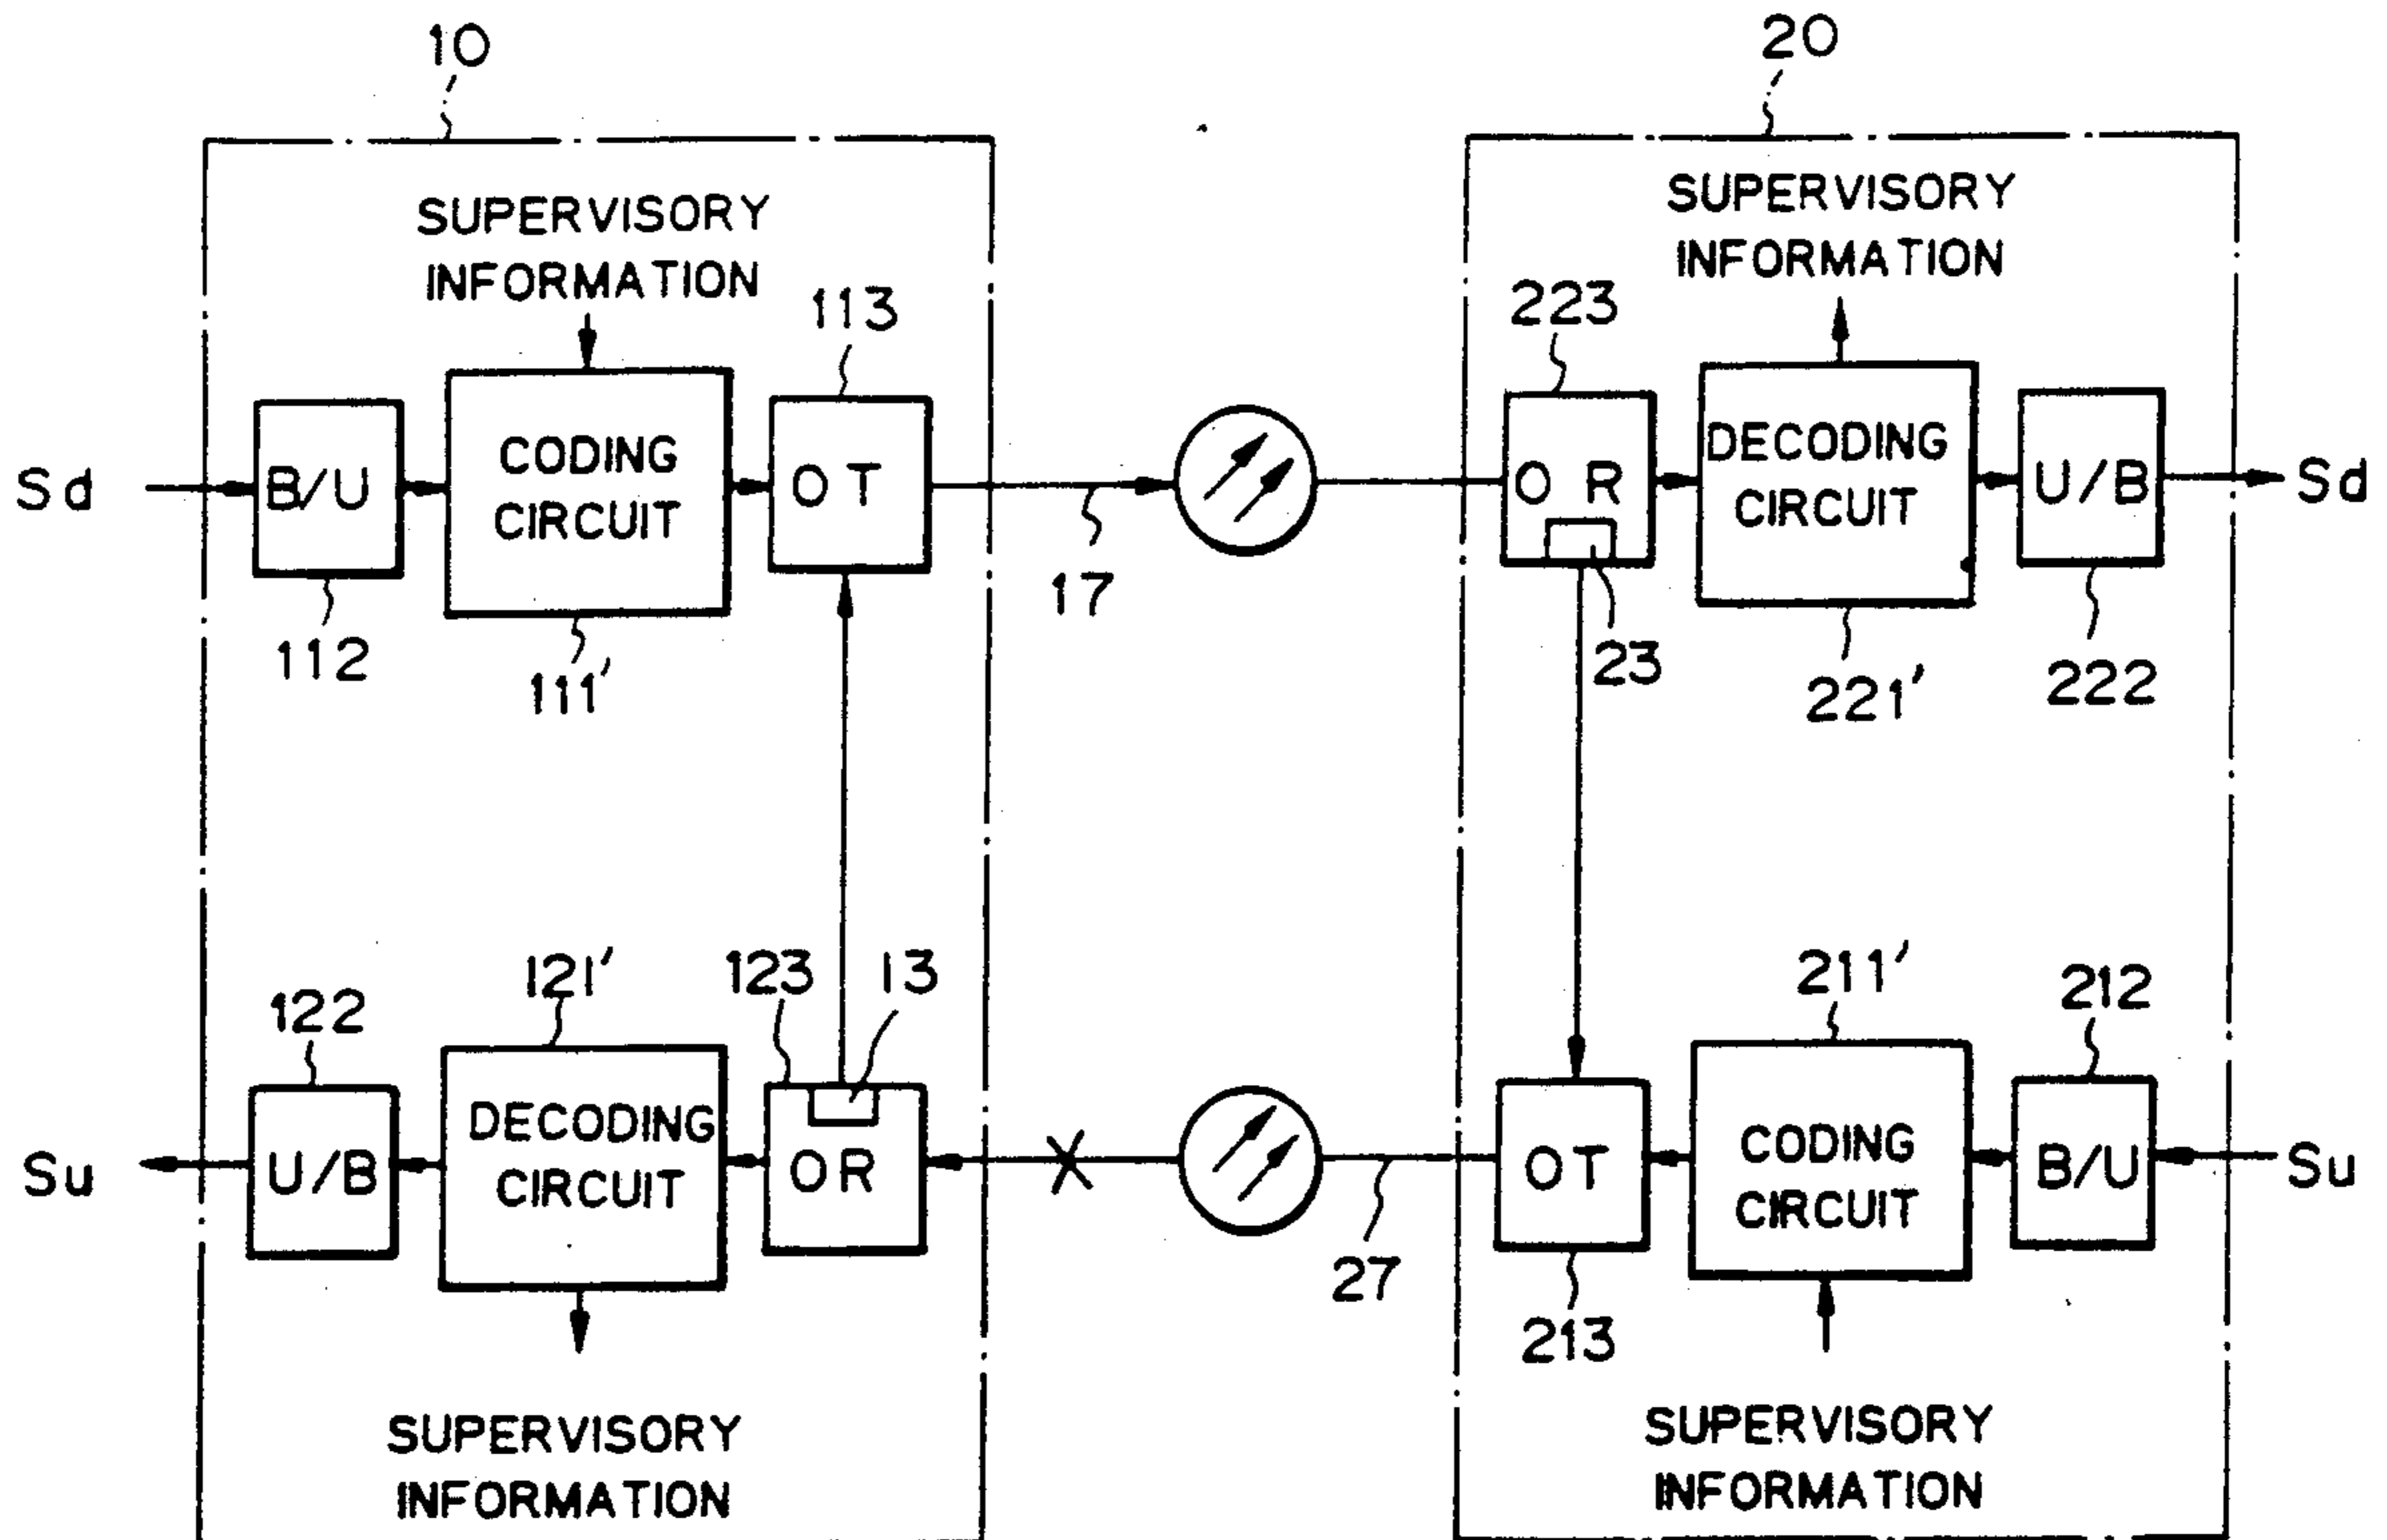 10
20
SUPERVISORY
INFORMATION
SUPERVISORY
INFORMATION
113
223
Sd
B/U
CODING
CIRCUIT
OT
OR
DECODING
CIRCUIT
U/B
Sd
112
111'
17
23
221'
222
122
121'
123
13
211'
212
Su
U/B
DECODING
CIRCUIT
OR
OT
CODING
CIRCUIT
B/U
Su
27
213
SUPERVISORY
INFORMATION
SUPERVISORY
INFORMATION